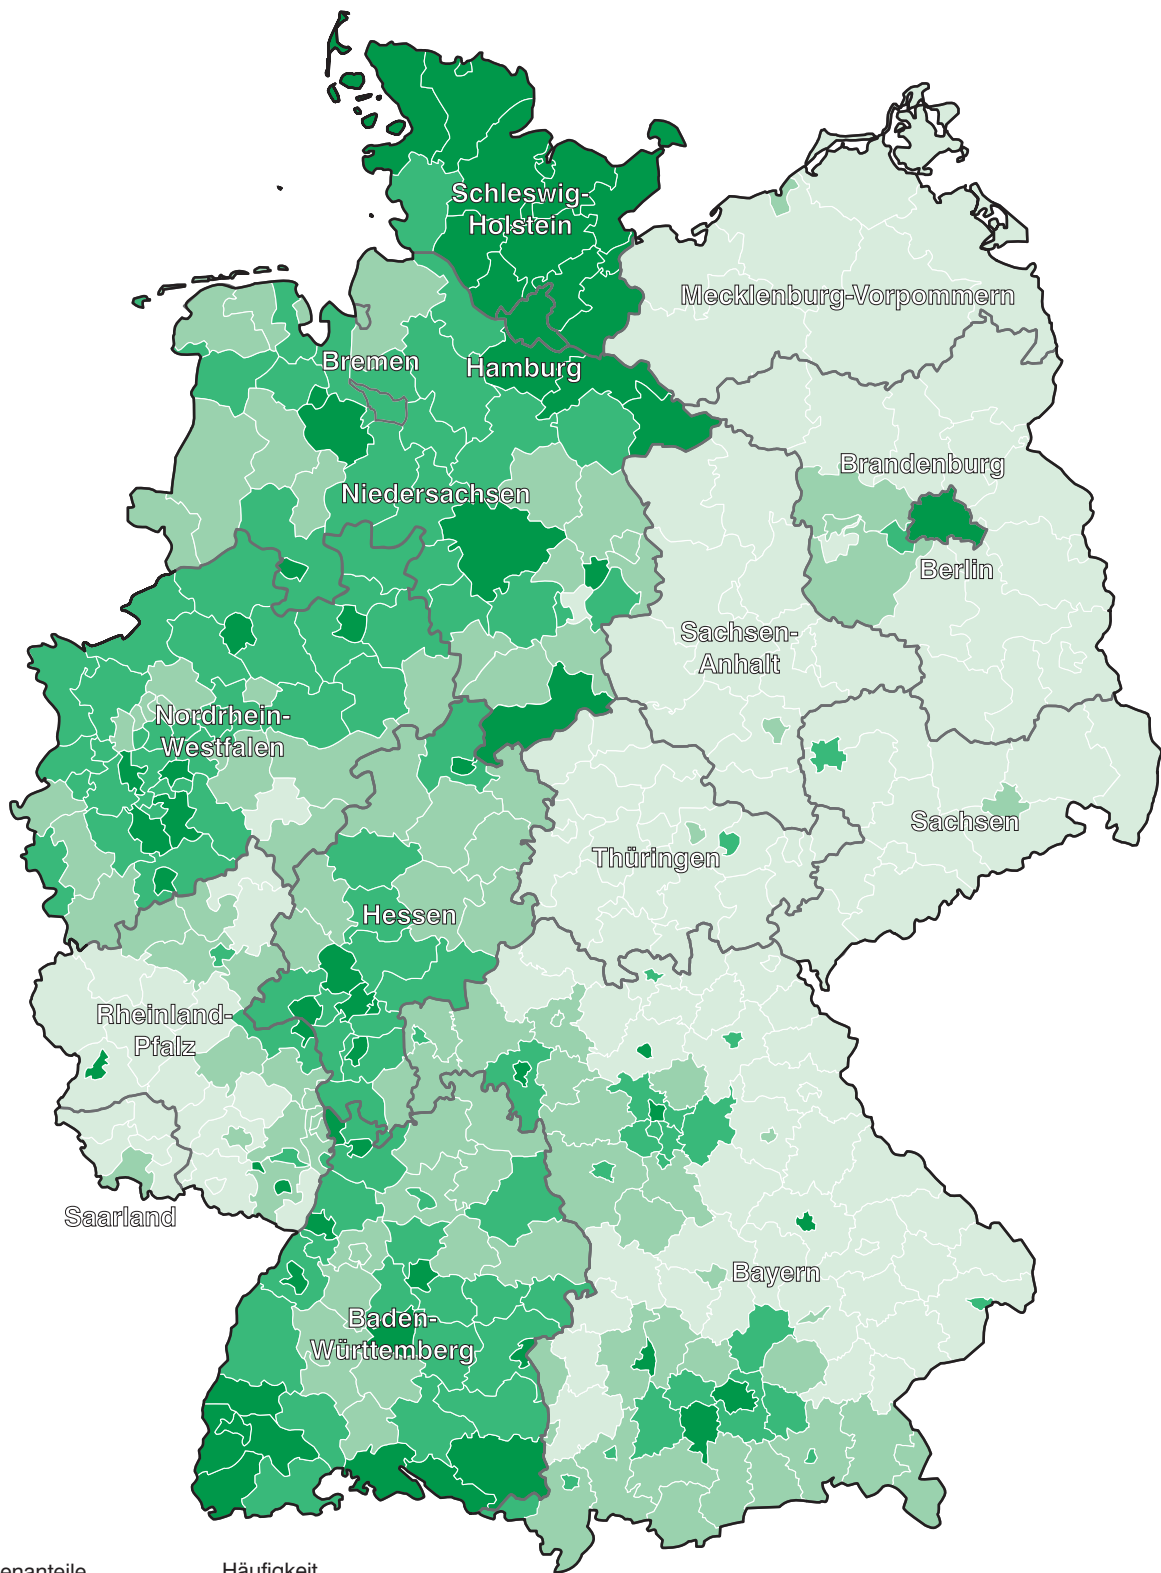 Schleswig-
Holstein
Mecklenburg-Vorpommern
Bremen
Hamburg
Brandenburg
Niedersachsen
Berlin
Sachsen-
Anhalt
Nordrhein-
Westfalen
Sachsen
Thüringen
Hessen
Rheinland-
Pfalz
Saarland
Bayern
Baden-
Württemberg
enanteile
Häufigkeit